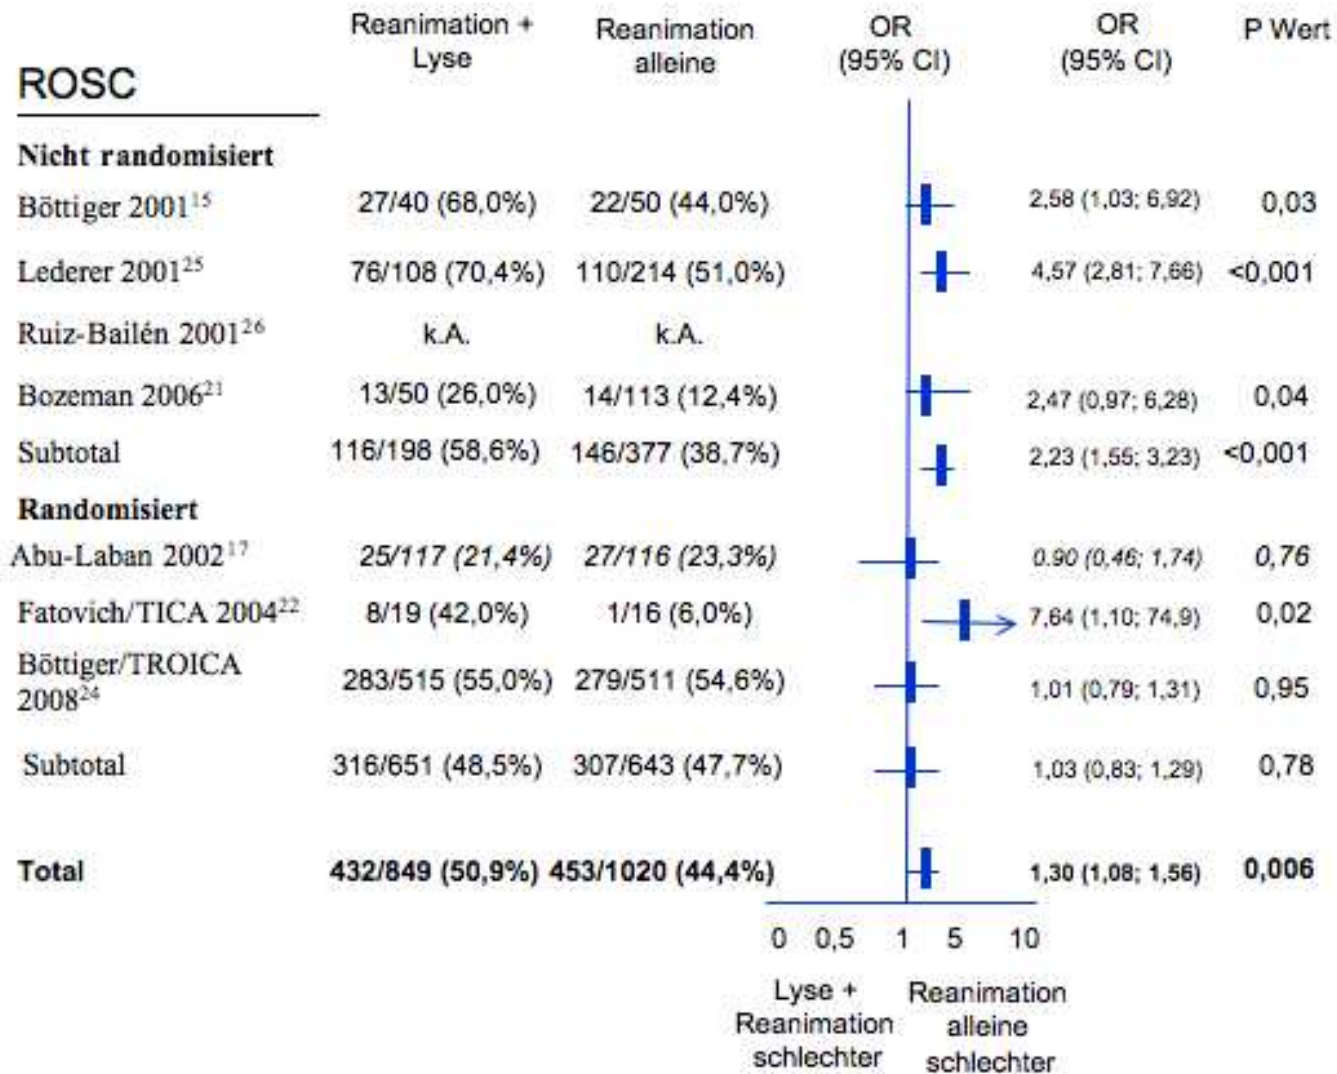 Reanimation + Lyse Reanimation alleine OR (95% CI) OR (95% CI) P Wert
ROSC
Nicht randomisiert
Böttiger 2001¹⁵ 27/40 (68,0%) 22/50 (44,0%) 2,58 (1,03; 6,92) 0,03
Lederer 2001²⁵ 76/108 (70,4%) 110/214 (51,0%) 4,57 (2,81; 7,66) <0,001
Ruiz-Bailén 2001²⁶ k.A. k.A.
Bozeman 2006²¹ 13/50 (26,0%) 14/113 (12,4%) 2,47 (0,97; 6,28) 0,04
Subtotal 116/198 (58,6%) 146/377 (38,7%) 2,23 (1,55; 3,23) <0,001
Randomisiert
Abu-Laban 2002¹⁷ 25/117 (21,4%) 27/116 (23,3%) 0.90 (0,46; 1,74) 0,76
Fatovich/TICA 2004²² 8/19 (42,0%) 1/16 (6,0%) 7,64 (1,10; 74,9) 0,02
Böttiger/TROICA
2008²⁴ 283/515 (55,0%) 279/511 (54,6%) 1,01 (0,79; 1,31) 0,95
Subtotal 316/651 (48,5%) 307/643 (47,7%) 1,03 (0,83; 1,29) 0,78
Total 432/849 (50,9%) 453/1020 (44,4%) 1,30 (1,08; 1,56) 0,006
0 0,5 1 5 10
Lyse +
Reanimation
schlechter
Reanimation
alleine
schlechter